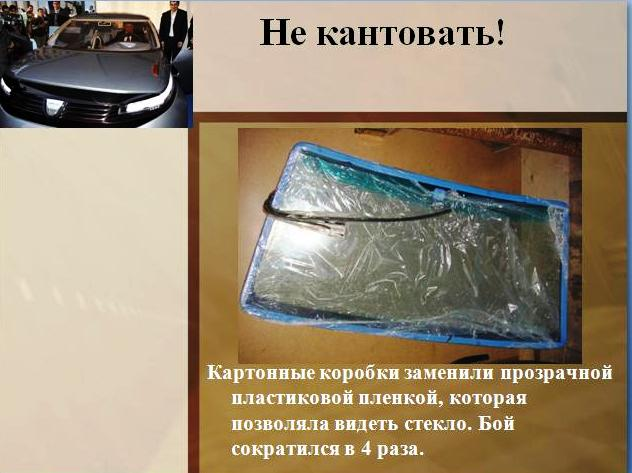 Не кантовать!
Картонные коробки заменили прозрачной
пластиковой пленкой, которая
позволяла видеть стекло. Бой
сократился в 4 раза.